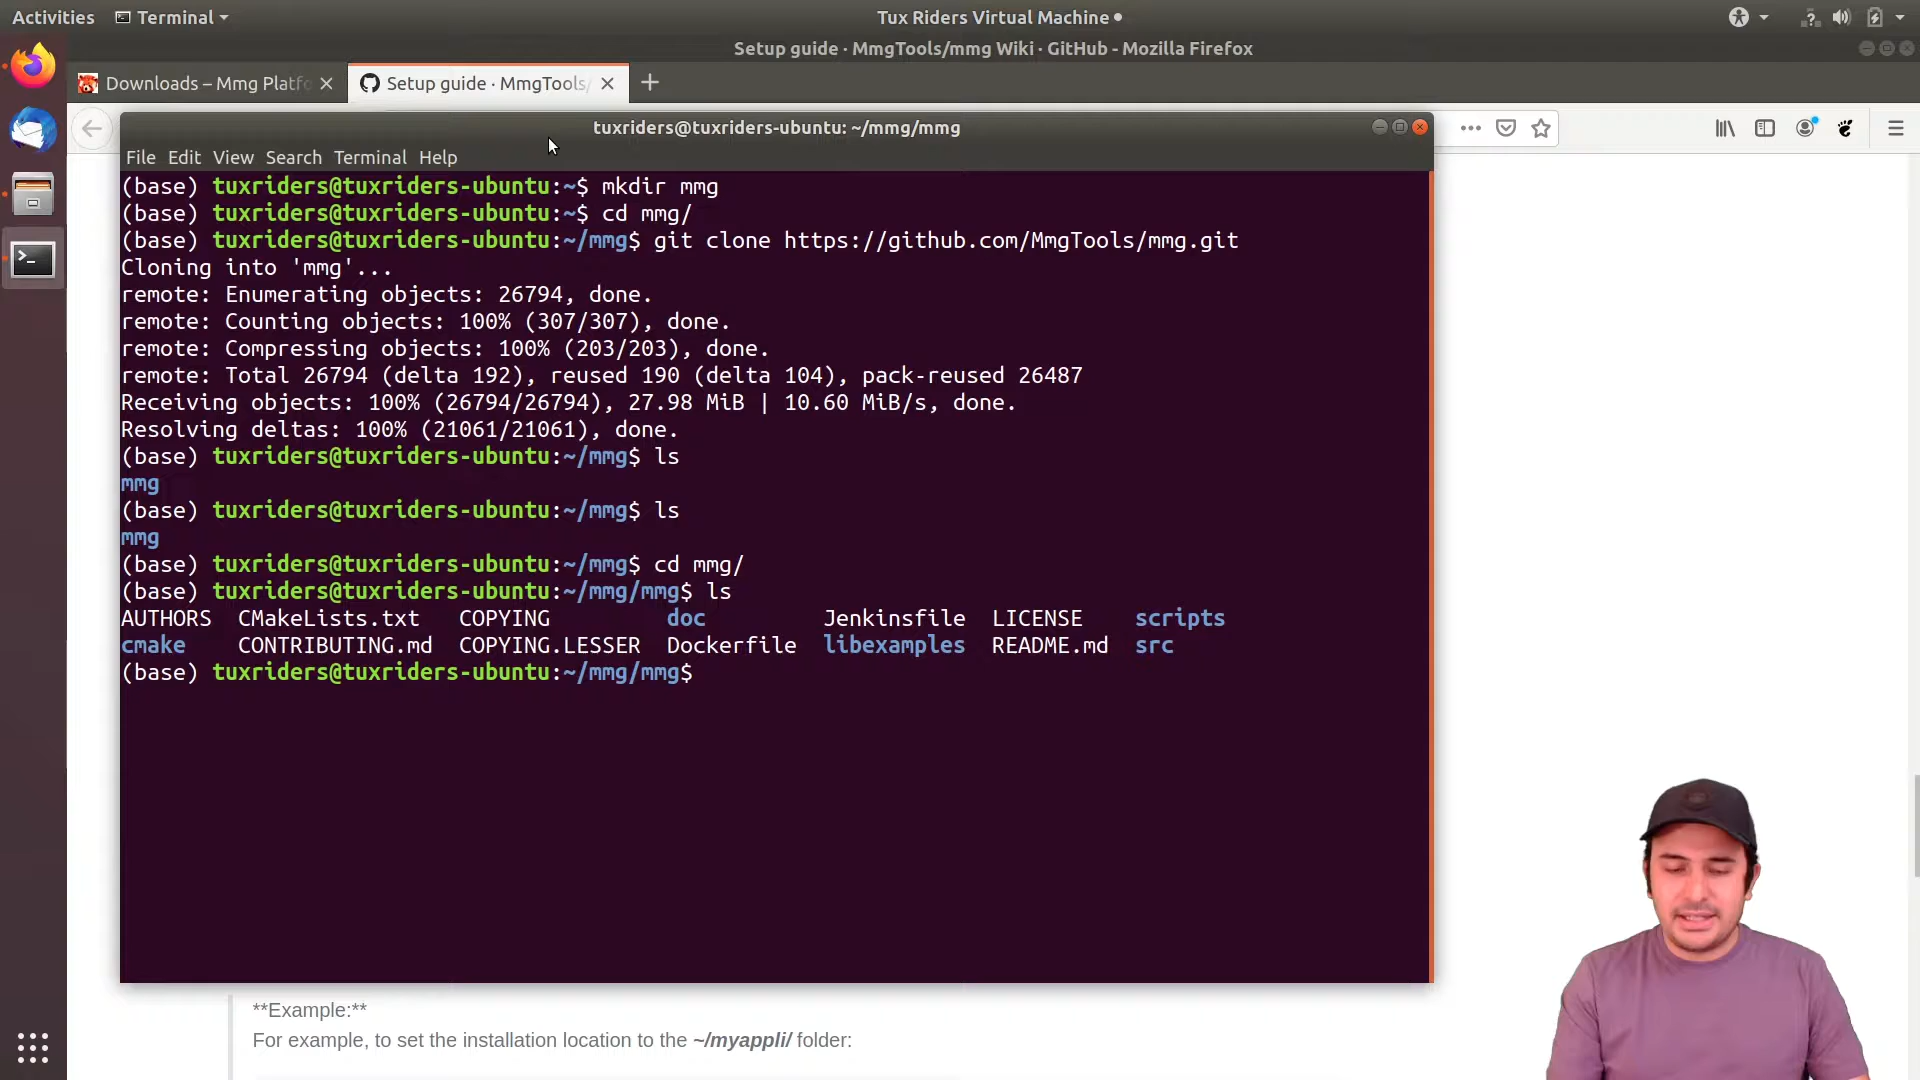 Activities Terminal
Tux Riders Virtual Machine
Setup guide · MmgTools/mmg Wiki · GitHub - Mozilla Firefox
Downloads – Mmg Platfo
Setup guide · MmgTools/
tuxriders@tuxriders-ubuntu: ~/mmg/mmg
File Edit View Search Terminal Help
(base) tuxriders@tuxriders-ubuntu:~$ mkdir mmg
(base) tuxriders@tuxriders-ubuntu:~$ cd mmg/
(base) tuxriders@tuxriders-ubuntu:~/mmg$ git clone https://github.com/MmgTools/mmg.git
Cloning into 'mmg'...
remote: Enumerating objects: 26794, done.
remote: Counting objects: 100% (307/307), done.
remote: Compressing objects: 100% (203/203), done.
remote: Total 26794 (delta 192), reused 190 (delta 104), pack-reused 26487
Receiving objects: 100% (26794/26794), 27.98 MiB | 10.60 MiB/s, done.
Resolving deltas: 100% (21061/21061), done.
(base) tuxriders@tuxriders-ubuntu:~/mmg$ ls
mmg
(base) tuxriders@tuxriders-ubuntu:~/mmg$ ls
mmg
(base) tuxriders@tuxriders-ubuntu:~/mmg$ cd mmg/
(base) tuxriders@tuxriders-ubuntu:~/mmg/mmg$ ls
AUTHORS CMakeLists.txt COPYING doc Jenkinsfile LICENSE scripts
cmake CONTRIBUTING.md COPYING.LESSER Dockerfile libexamples README.md src
(base) tuxriders@tuxriders-ubuntu:~/mmg/mmg$
**Example:**
For example, to set the installation location to the ~/myappli/ folder: